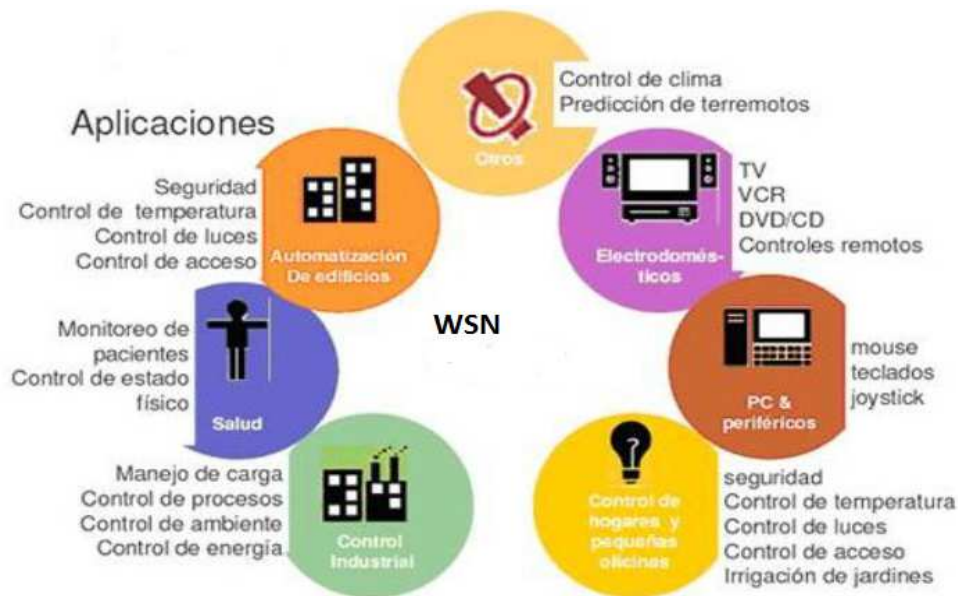 Aplicaciones
Otros
Control de clima
Predicción de terremotos
Seguridad
Control de temperatura
Control de luces
Control de acceso
Automatización
De edificios
TV
VCR
DVD/CD
Controles remotos
Electrodomés-
ticos
WSN
Monitoreo de
pacientes
Control de estado
físico
Salud
mouse
teclados
joystick
PC &
periféricos
Manejo de carga
Control de procesos
Control de ambiente
Control de energía
Control
Industrial
?
Control de
hogares y
pequeñas
oficinas
seguridad
Control de temperatura
Control de luces
Control de acceso
Irrigación de jardines